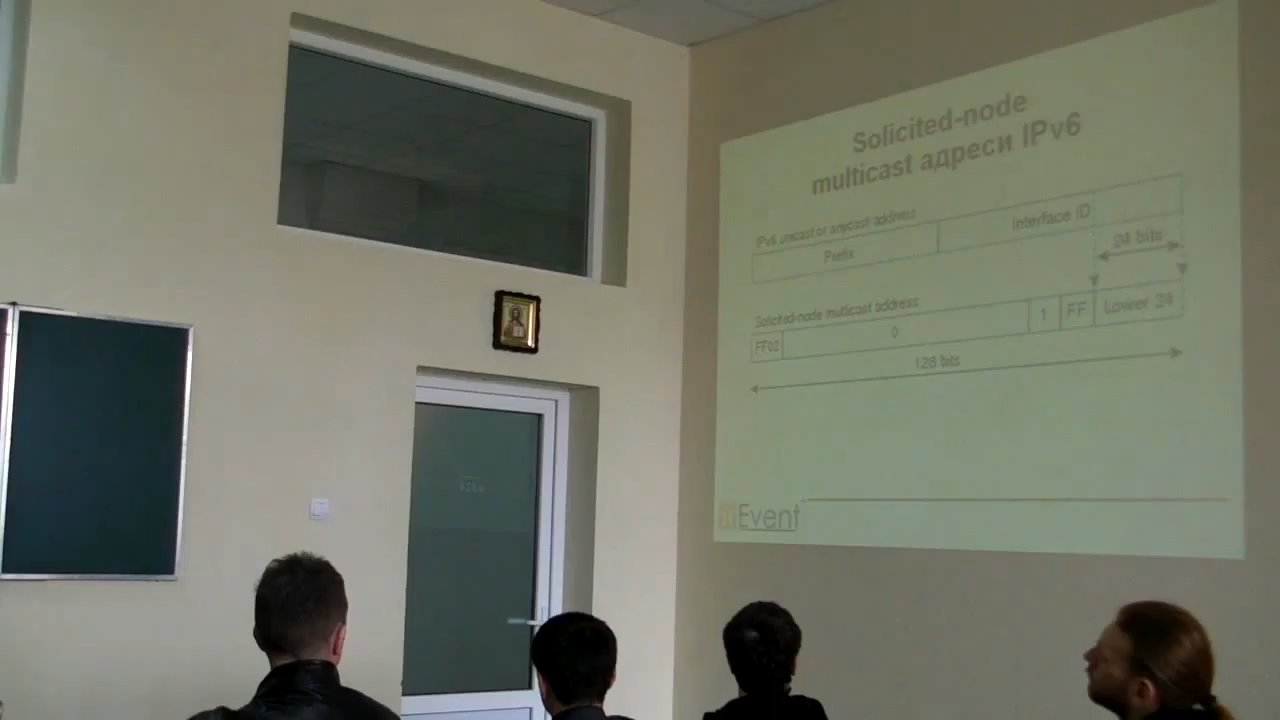 Solicited-node
multicast адреси IPv6
IPv6 unicast or anycast address
Prefix
Interface ID
24 bits
Solicited-node multicast address
FF02
0
1
FF
Lower 24
128 bits
Event